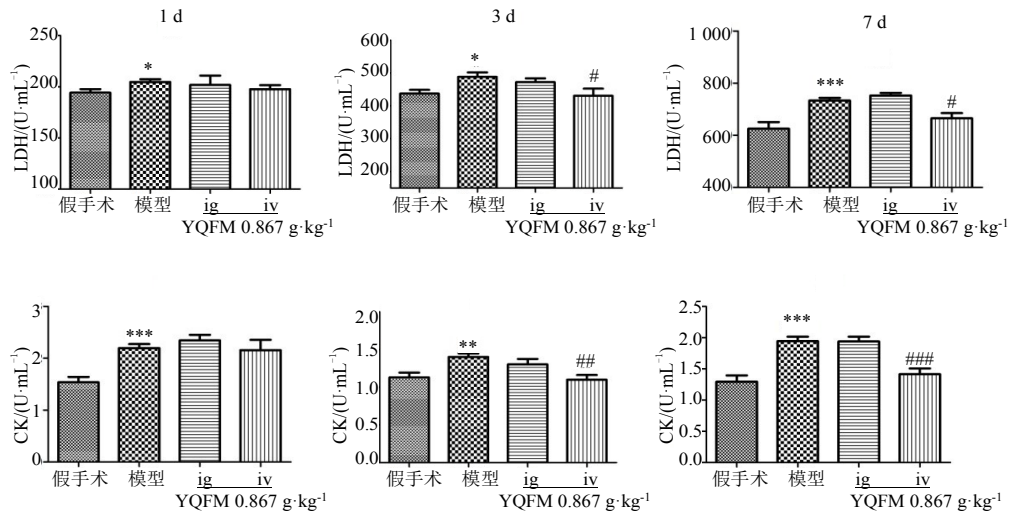 1 d
3 d
7 d
LDH/(U·mL⁻¹)
250
200
150
100
*
假手术 模型 ig iv
YQFM 0.867 g·kg⁻¹
LDH/(U·mL⁻¹)
600
500
400
300
200
*
#
假手术 模型 ig iv
YQFM 0.867 g·kg⁻¹
LDH/(U·mL⁻¹)
1 000
800
600
400
***
#
假手术 模型 ig iv
YQFM 0.867 g·kg⁻¹
CK/(U·mL⁻¹)
3
2
1
0
***
假手术 模型 ig iv
YQFM 0.867 g·kg⁻¹
CK/(U·mL⁻¹)
2.0
1.5
1.0
0.5
0.0
**
##
假手术 模型 ig iv
YQFM 0.867 g·kg⁻¹
CK/(U·mL⁻¹)
2.5
2.0
1.5
1.0
0.5
0.0
***
###
假手术 模型 ig iv
YQFM 0.867 g·kg⁻¹